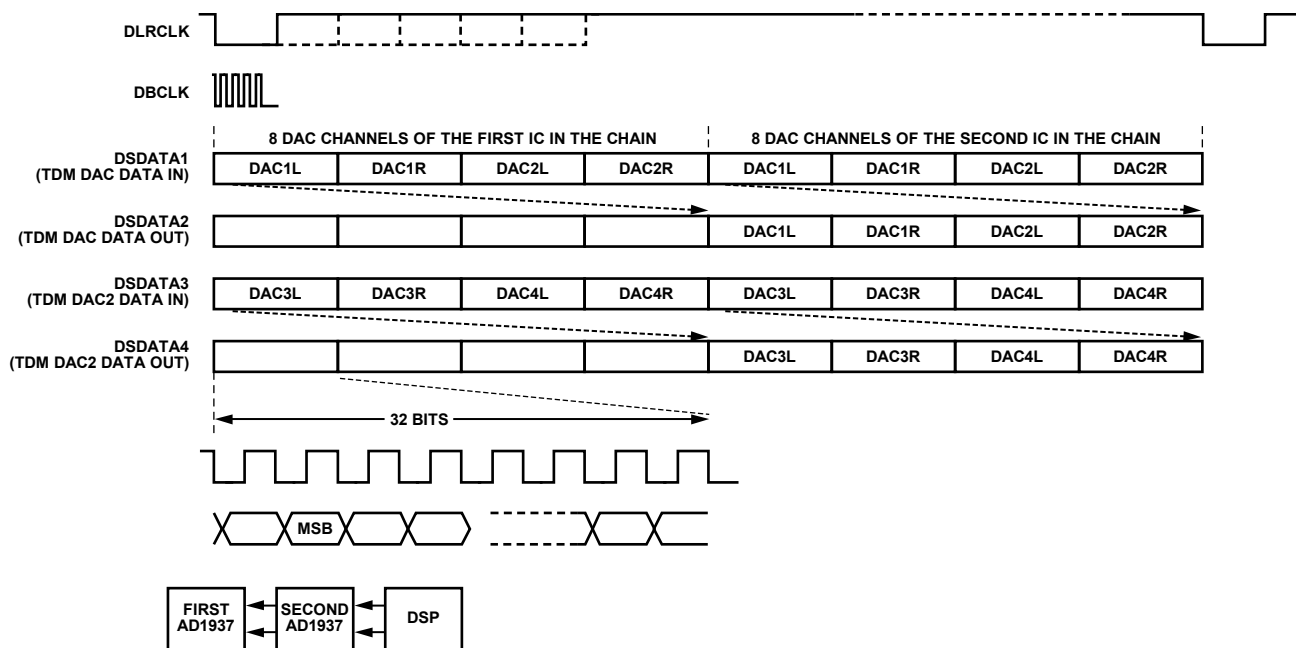 DLRCLK
DBCLK
8 DAC CHANNELS OF THE FIRST IC IN THE CHAIN
8 DAC CHANNELS OF THE SECOND IC IN THE CHAIN
DSDATA1
(TDM DAC DATA IN)
DAC1L DAC1R DAC2L DAC2R DAC1L DAC1R DAC2L DAC2R
DSDATA2
(TDM DAC DATA OUT)
DAC1L DAC1R DAC2L DAC2R
DSDATA3
(TDM DAC2 DATA IN)
DAC3L DAC3R DAC4L DAC4R DAC3L DAC3R DAC4L DAC4R
DSDATA4
(TDM DAC2 DATA OUT)
DAC3L DAC3R DAC4L DAC4R
32 BITS
MSB
FIRST
AD1937
SECOND
AD1937
DSP